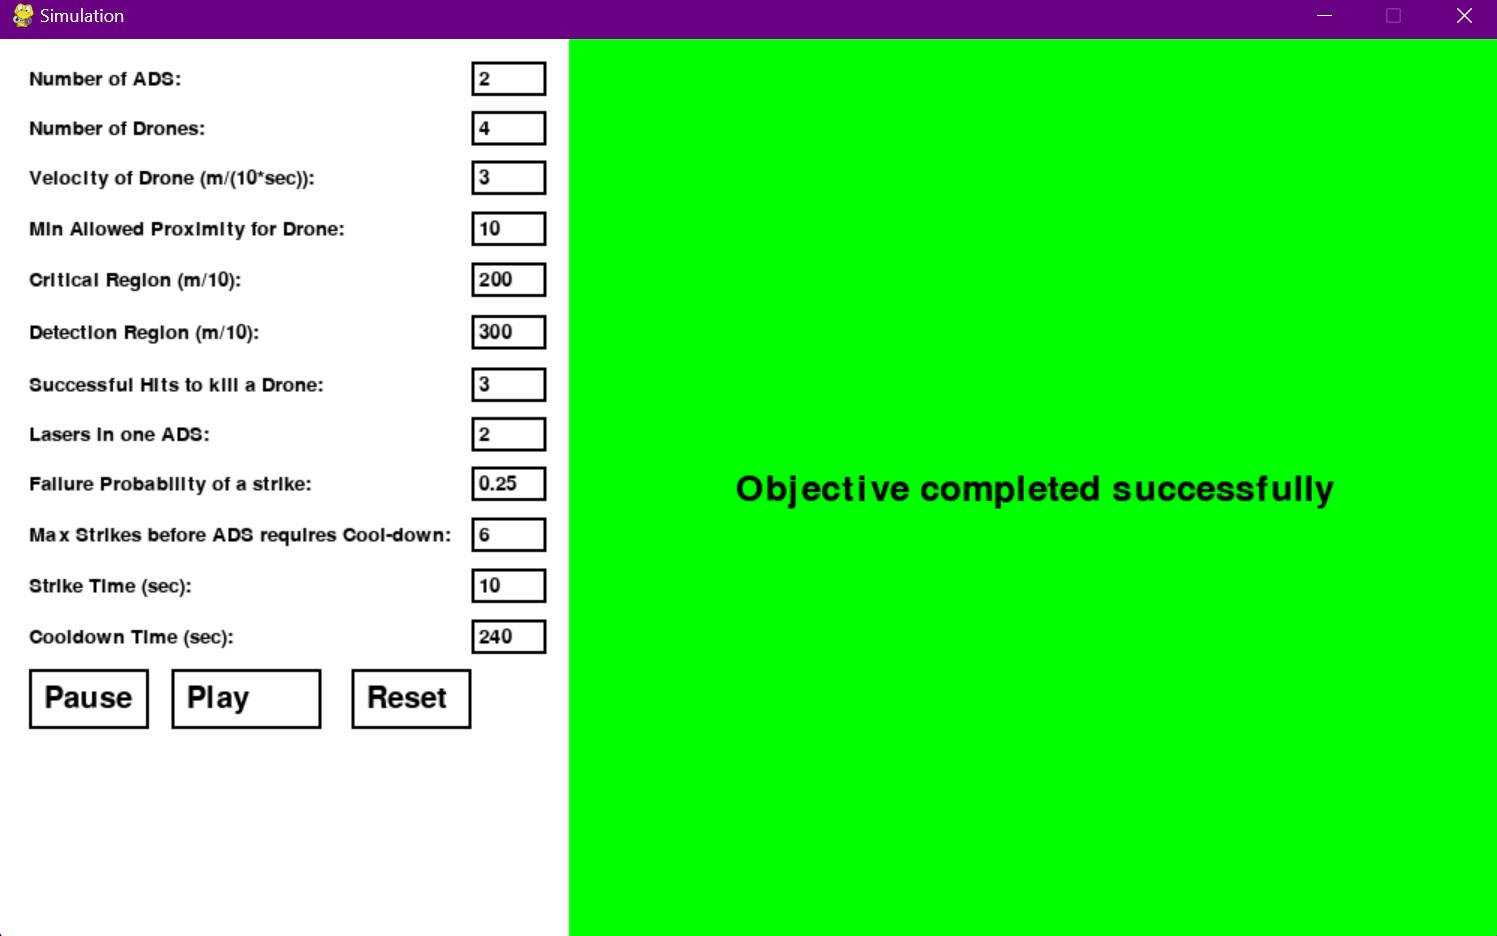 Simulation
Number of ADS: 2
Number of Drones: 4
Velocity of Drone (m/(10*sec)): 3
Min Allowed Proximity for Drone: 10
Critical Region (m/10): 200
Detection Region (m/10): 300
Successful Hits to kill a Drone: 3
Lasers in one ADS: 2
Failure Probability of a strike: 0.25
Objective completed successfully
Max Strikes before ADS requires Cool-down: 6
Strike Time (sec): 10
Cooldown Time (sec): 240
Pause Play Reset